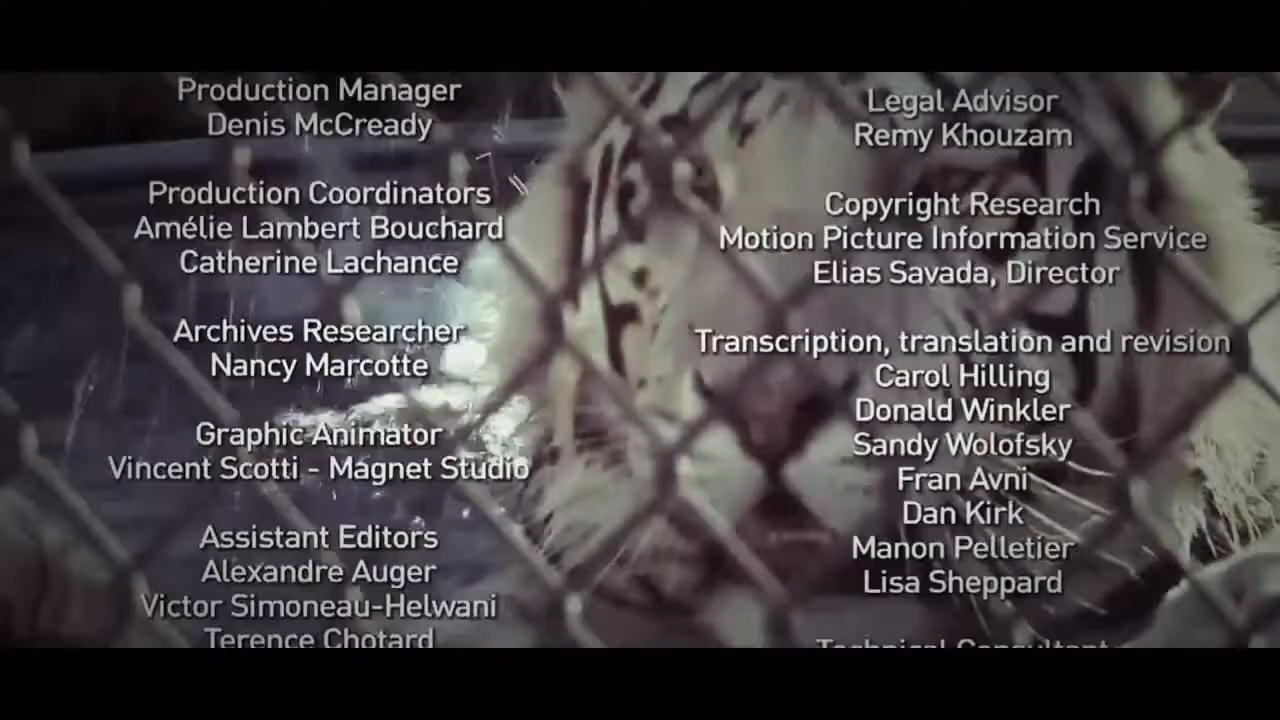 Production Manager
Denis McCready
Production Coordinators
Amélie Lambert Bouchard
Catherine Lachance
Archives Researcher
Nancy Marcotte
Graphic Animator
Vincent Scotti - Magnet Studio
Assistant Editors
Alexandre Auger
Victor Simoneau-Helwani
Terence Chotard
Legal Advisor
Remy Khouzam
Copyright Research
Motion Picture Information Service
Elias Savada, Director
Transcription, translation and revision
Carol Hilling
Donald Winkler
Sandy Wolofsky
Fran Avni
Dan Kirk
Manon Pelletier
Lisa Sheppard
Technical Consultant